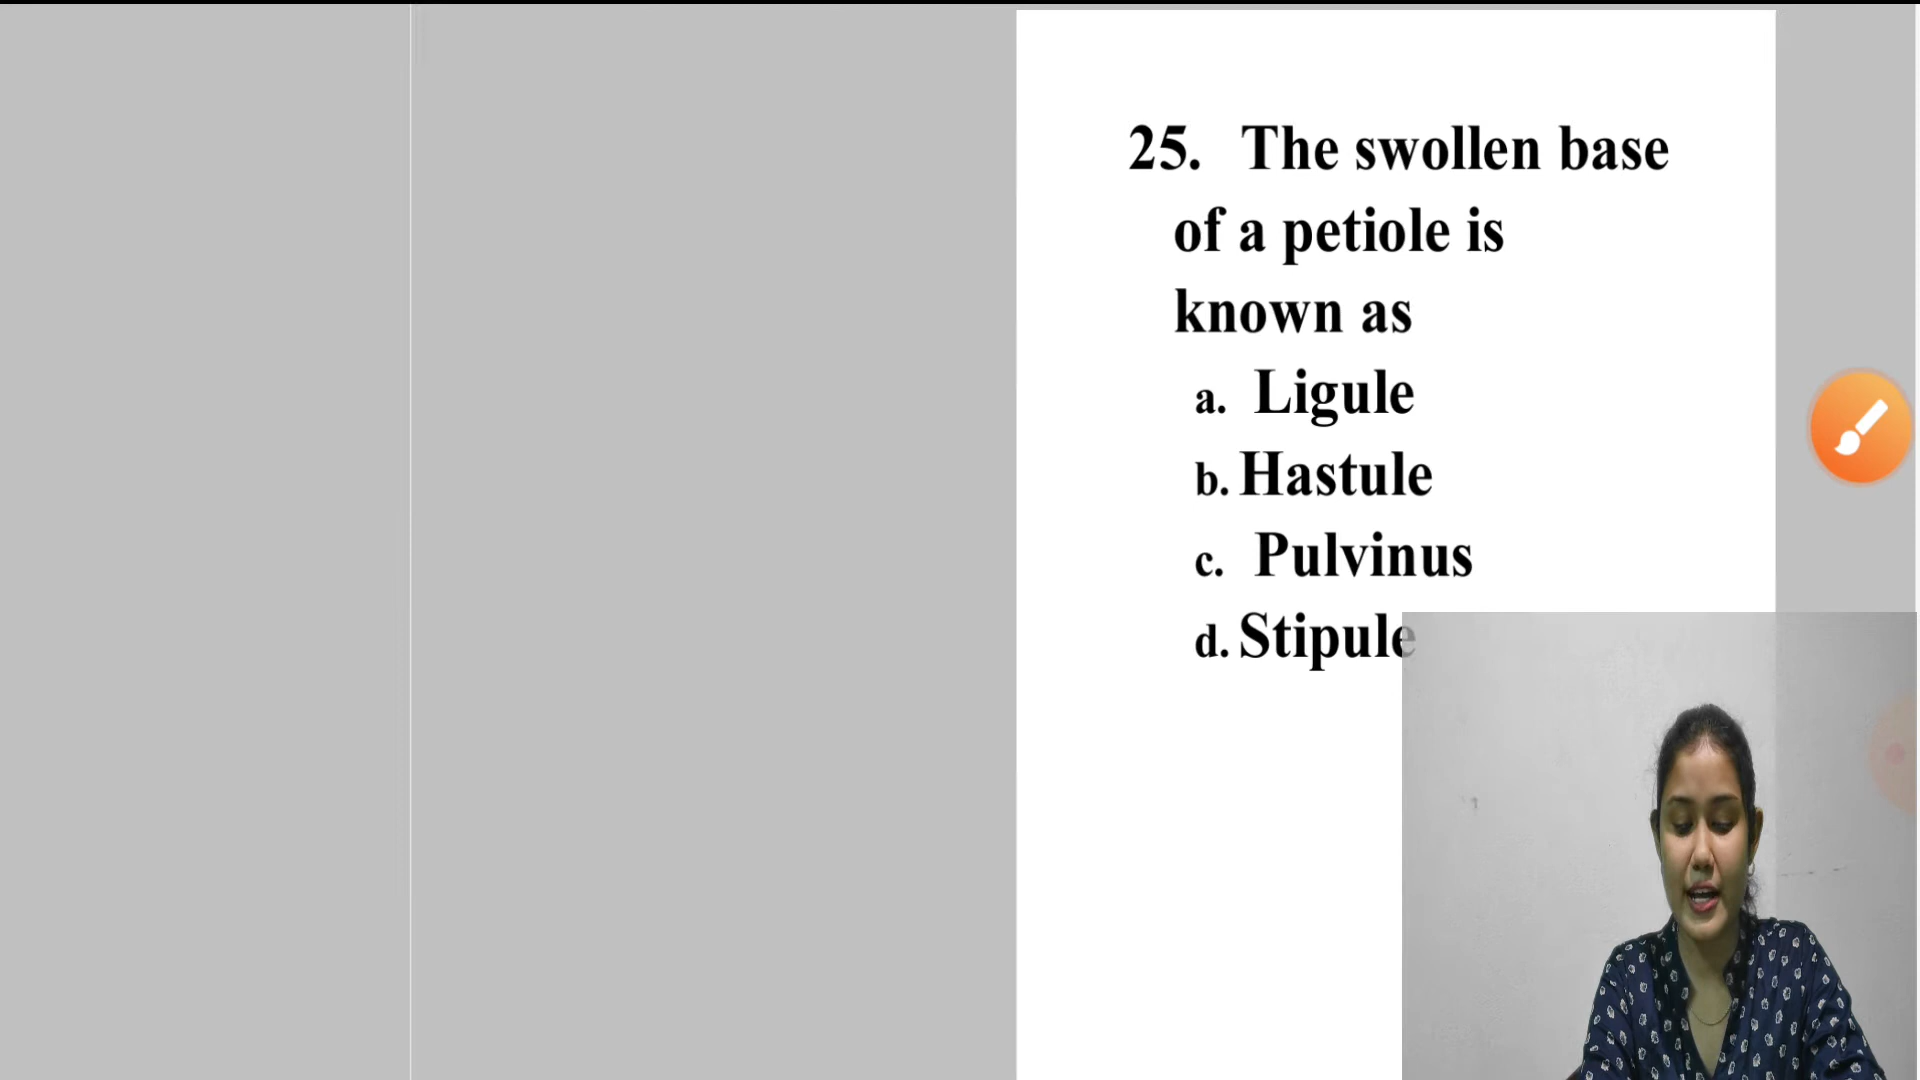 25. The swollen base
of a petiole is
known as
a. Ligule
b. Hastule
c. Pulvinus
d. Stipule